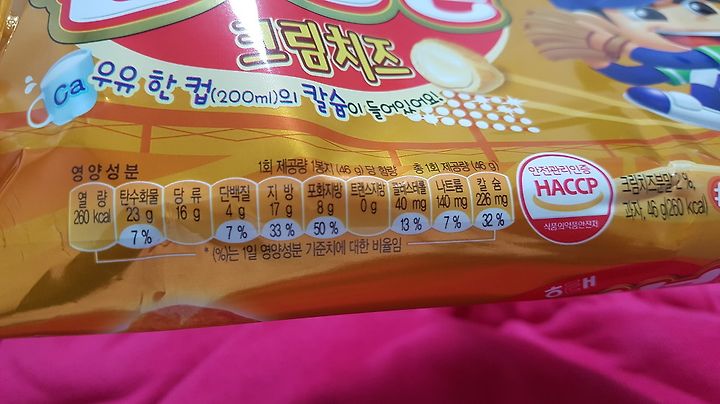 크림치즈
Ca 우유 한 컵(200ml)의 칼슘이 들어있어요!
영양성분 1회 제공량 1봉지 (46 g)당 함량 총 1회 제공량 (46 g)
열량 탄수화물 당류 단백질 지방 포화지방 트랜스지방 콜레스테롤 나트륨 칼슘
260 kcal 23 g 16 g 4 g 17 g 8 g 0 g 40 mg 140 mg 226 mg
7 % 7 % 33 % 50 % 13 % 7 % 32 %
* (%)는 1일 영양성분 기준치에 대한 비율임
안전관리인증
HACCP
식품의약품안전처
크림치즈분말 2 %,
과자, 46 g(260 kcal)
해